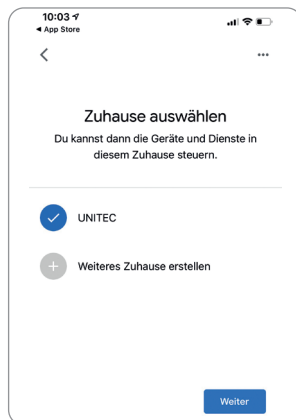 10:03
◄ App Store
Zuhause auswählen
Du kannst dann die Geräte und Dienste in
diesem Zuhause steuern.
UNITEC
Weiteres Zuhause erstellen
Weiter